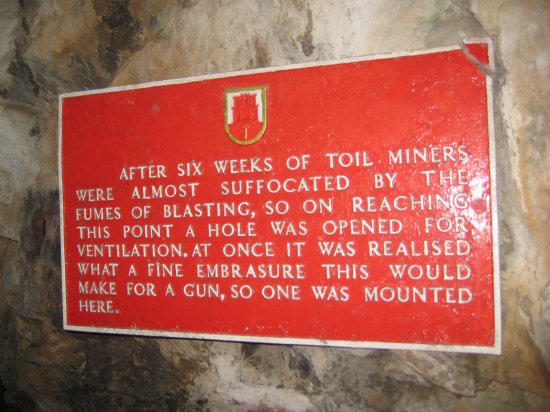 AFTER SIX WEEKS OF TOIL MINERS
WERE ALMOST SUFFOCATED BY THE
FUMES OF BLASTING, SO ON REACHING
THIS POINT A HOLE WAS OPENED FOR
VENTILATION. AT ONCE IT WAS REALISED
WHAT A FINE EMBRASURE THIS WOULD
MAKE FOR A GUN, SO ONE WAS MOUNTED
HERE.